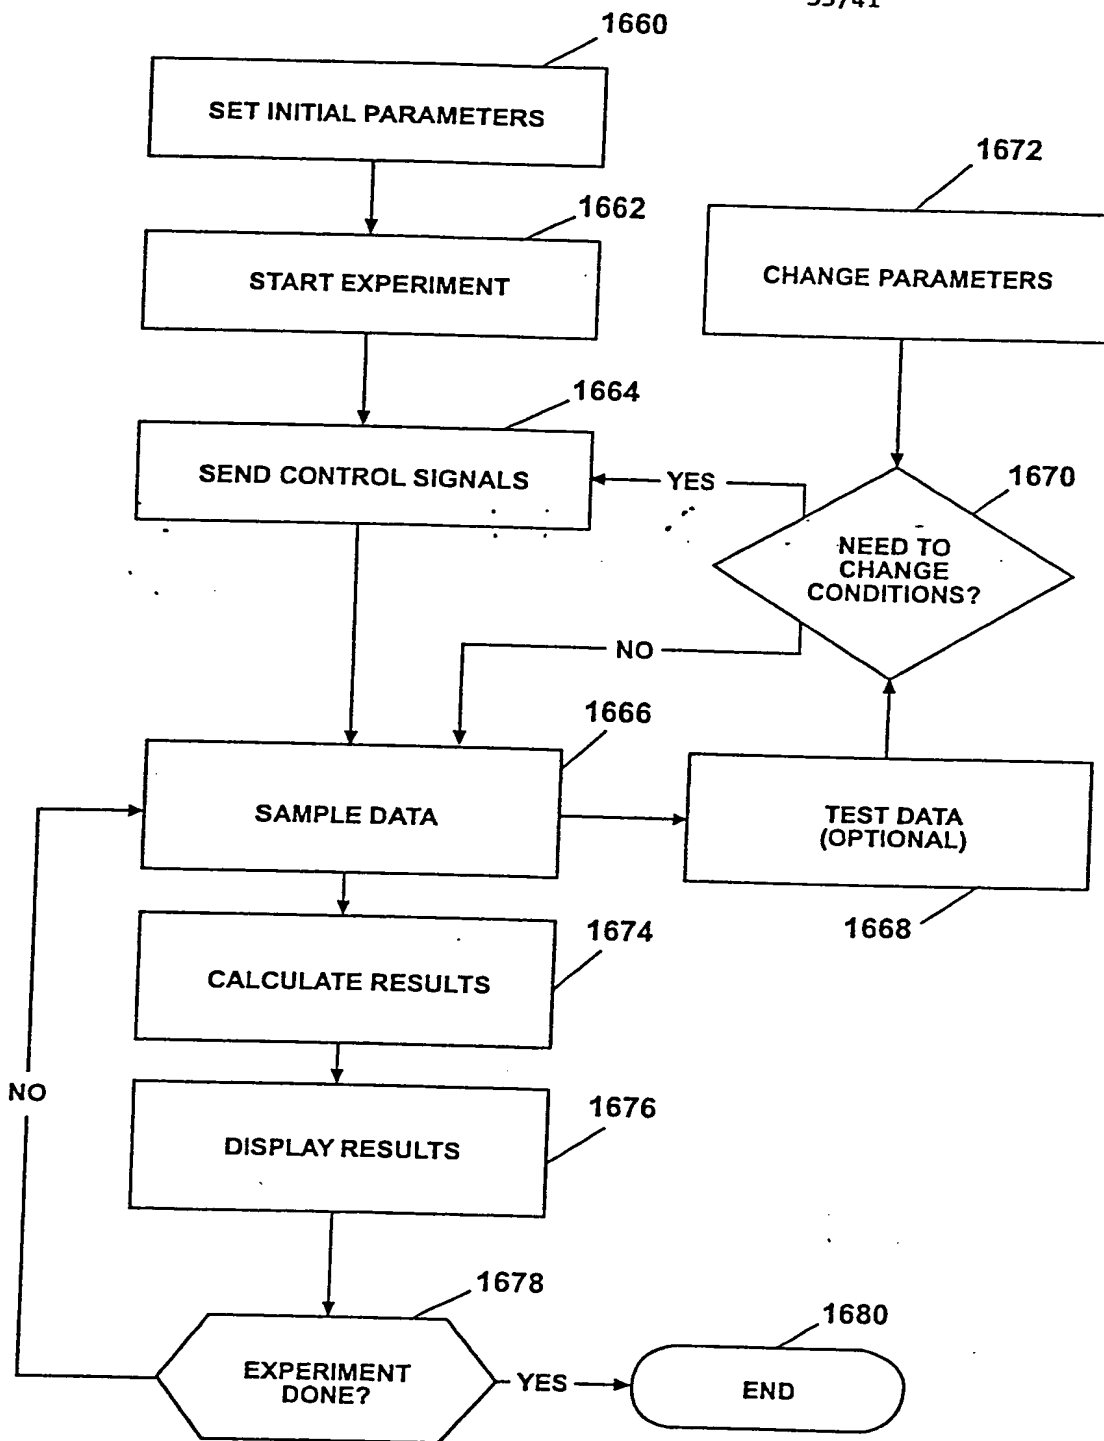 1660
SET INITIAL PARAMETERS
1672
1662
START EXPERIMENT
CHANGE PARAMETERS
1664
SEND CONTROL SIGNALS
YES
1670
NEED TO
CHANGE
CONDITIONS?
NO
1666
SAMPLE DATA
TEST DATA
(OPTIONAL)
1668
1674
CALCULATE RESULTS
NO
1676
DISPLAY RESULTS
1678
EXPERIMENT
DONE?
YES
1680
END